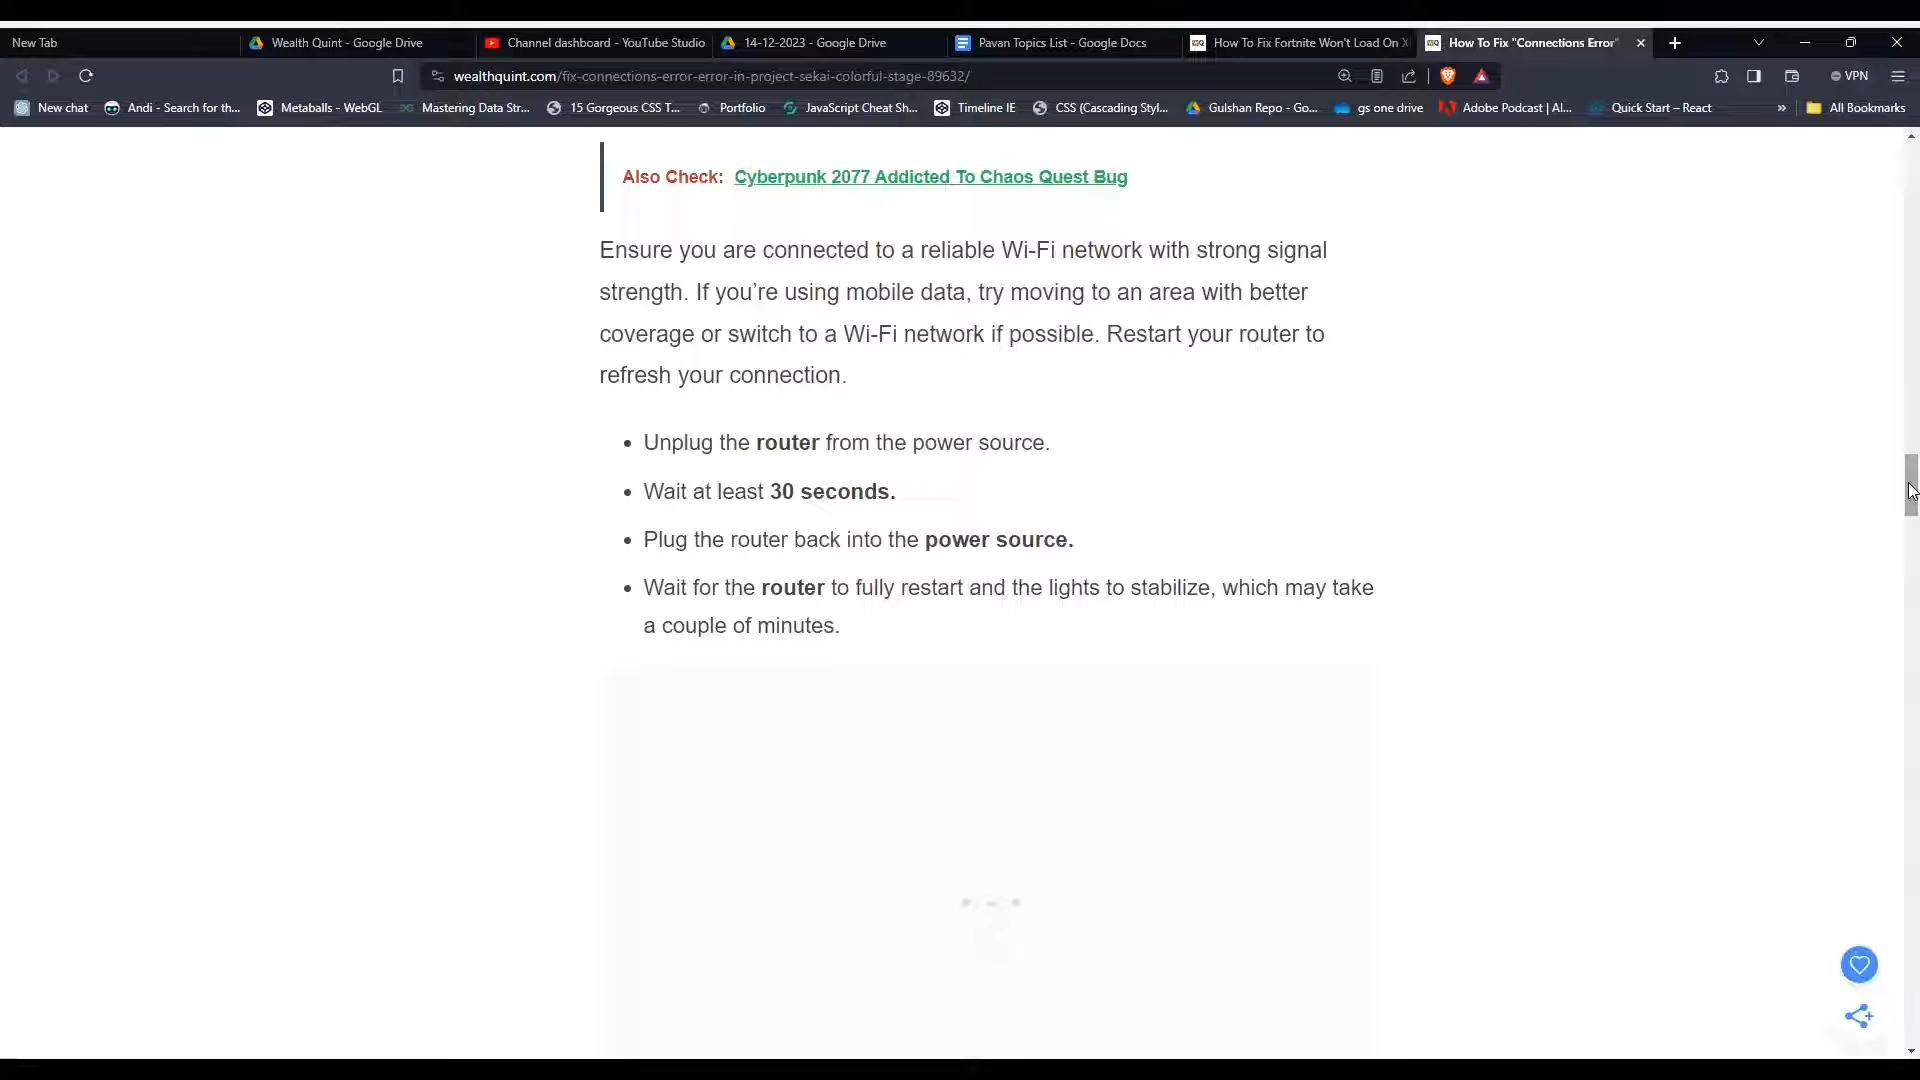 New Tab
Wealth Quint - Google Drive
Channel dashboard - YouTube Studio
14-12-2023 - Google Drive
Pavan Topics List - Google Docs
How To Fix Fortnite Won't Load On X
How To Fix "Connections Error"
wealthquint.com/fix-connections-error-error-in-project-sekai-colorful-stage-89632/
VPN
New chat
Andi - Search for th...
Metaballs - WebGL
Mastering Data Str...
15 Gorgeous CSS T...
Portfolio
JavaScript Cheat Sh...
Timeline IE
CSS (Cascading Styl...
Gulshan Repo - Go...
gs one drive
Adobe Podcast | Al...
Quick Start – React
»
All Bookmarks
Also Check: Cyberpunk 2077 Addicted To Chaos Quest Bug
Ensure you are connected to a reliable Wi-Fi network with strong signal
strength. If you’re using mobile data, try moving to an area with better
coverage or switch to a Wi-Fi network if possible. Restart your router to
refresh your connection.
• Unplug the router from the power source.
• Wait at least 30 seconds.
• Plug the router back into the power source.
• Wait for the router to fully restart and the lights to stabilize, which may take
a couple of minutes.